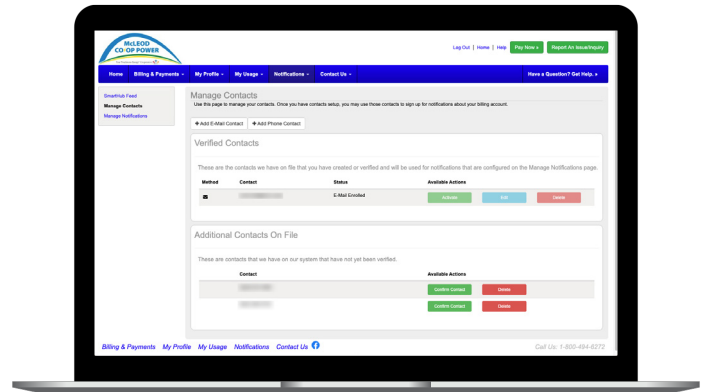 McLEOD
CO-OP POWER
Log Out | Home | Help Pay Now » Report An Issue/Inquiry
Home Billing & Payments My Profile My Usage Notifications Contact Us Have a Question? Get Help. »
SmartHub Feed
Manage Contacts
Manage Notifications
Manage Contacts
Use this page to manage your contacts. Once you have contacts setup, you may use those contacts to sign up for notifications about your billing account.
+ Add E-Mail Contact + Add Phone Contact
Verified Contacts
These are the contacts we have on file that you have created or verified and will be used for notifications that are configured on the Manage Notifications page.
Method Contact Status Available Actions
E-Mail Enrolled Activate Edit Delete
Additional Contacts On File
These are contacts that we have on our system that have not yet been verified.
Contact Available Actions
Confirm Contact Delete
Confirm Contact Delete
Billing & Payments My Profile My Usage Notifications Contact Us
Call Us: 1-800-494-6272